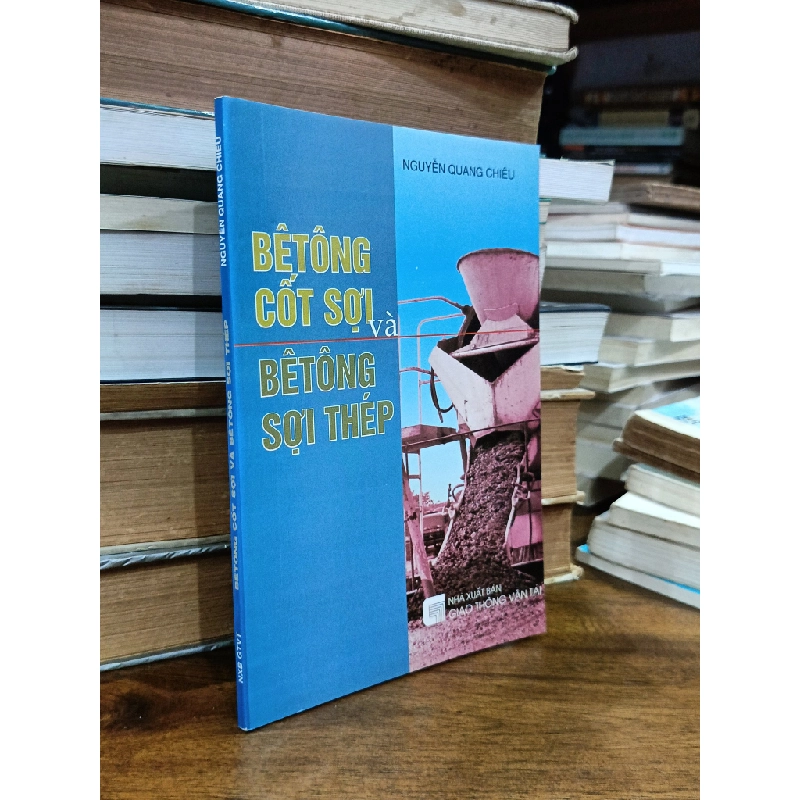 NGUYỄN QUANG CHIÊU
BÊTÔNG
CỐT SỢI
và
BÊTÔNG
SỢI THÉP
NHÀ XUẤT BẢN
GIAO THÔNG VẬN TẢI
NGUYỄN QUANG CHIÊU
BÊTÔNG CỐT SỢI VÀ BÊTÔNG SỢI THÉP
NXB GTVT